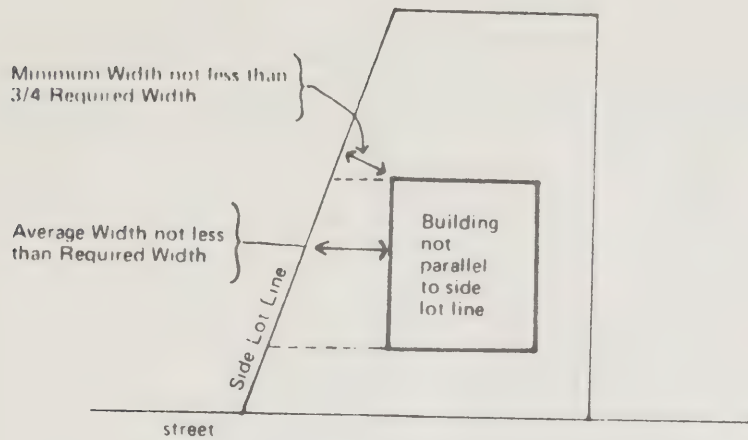 Minimum Width not less than
3/4 Required Width
Average Width not less
than Required Width
Building
not
parallel
to side
lot line
Side Lot Line
street